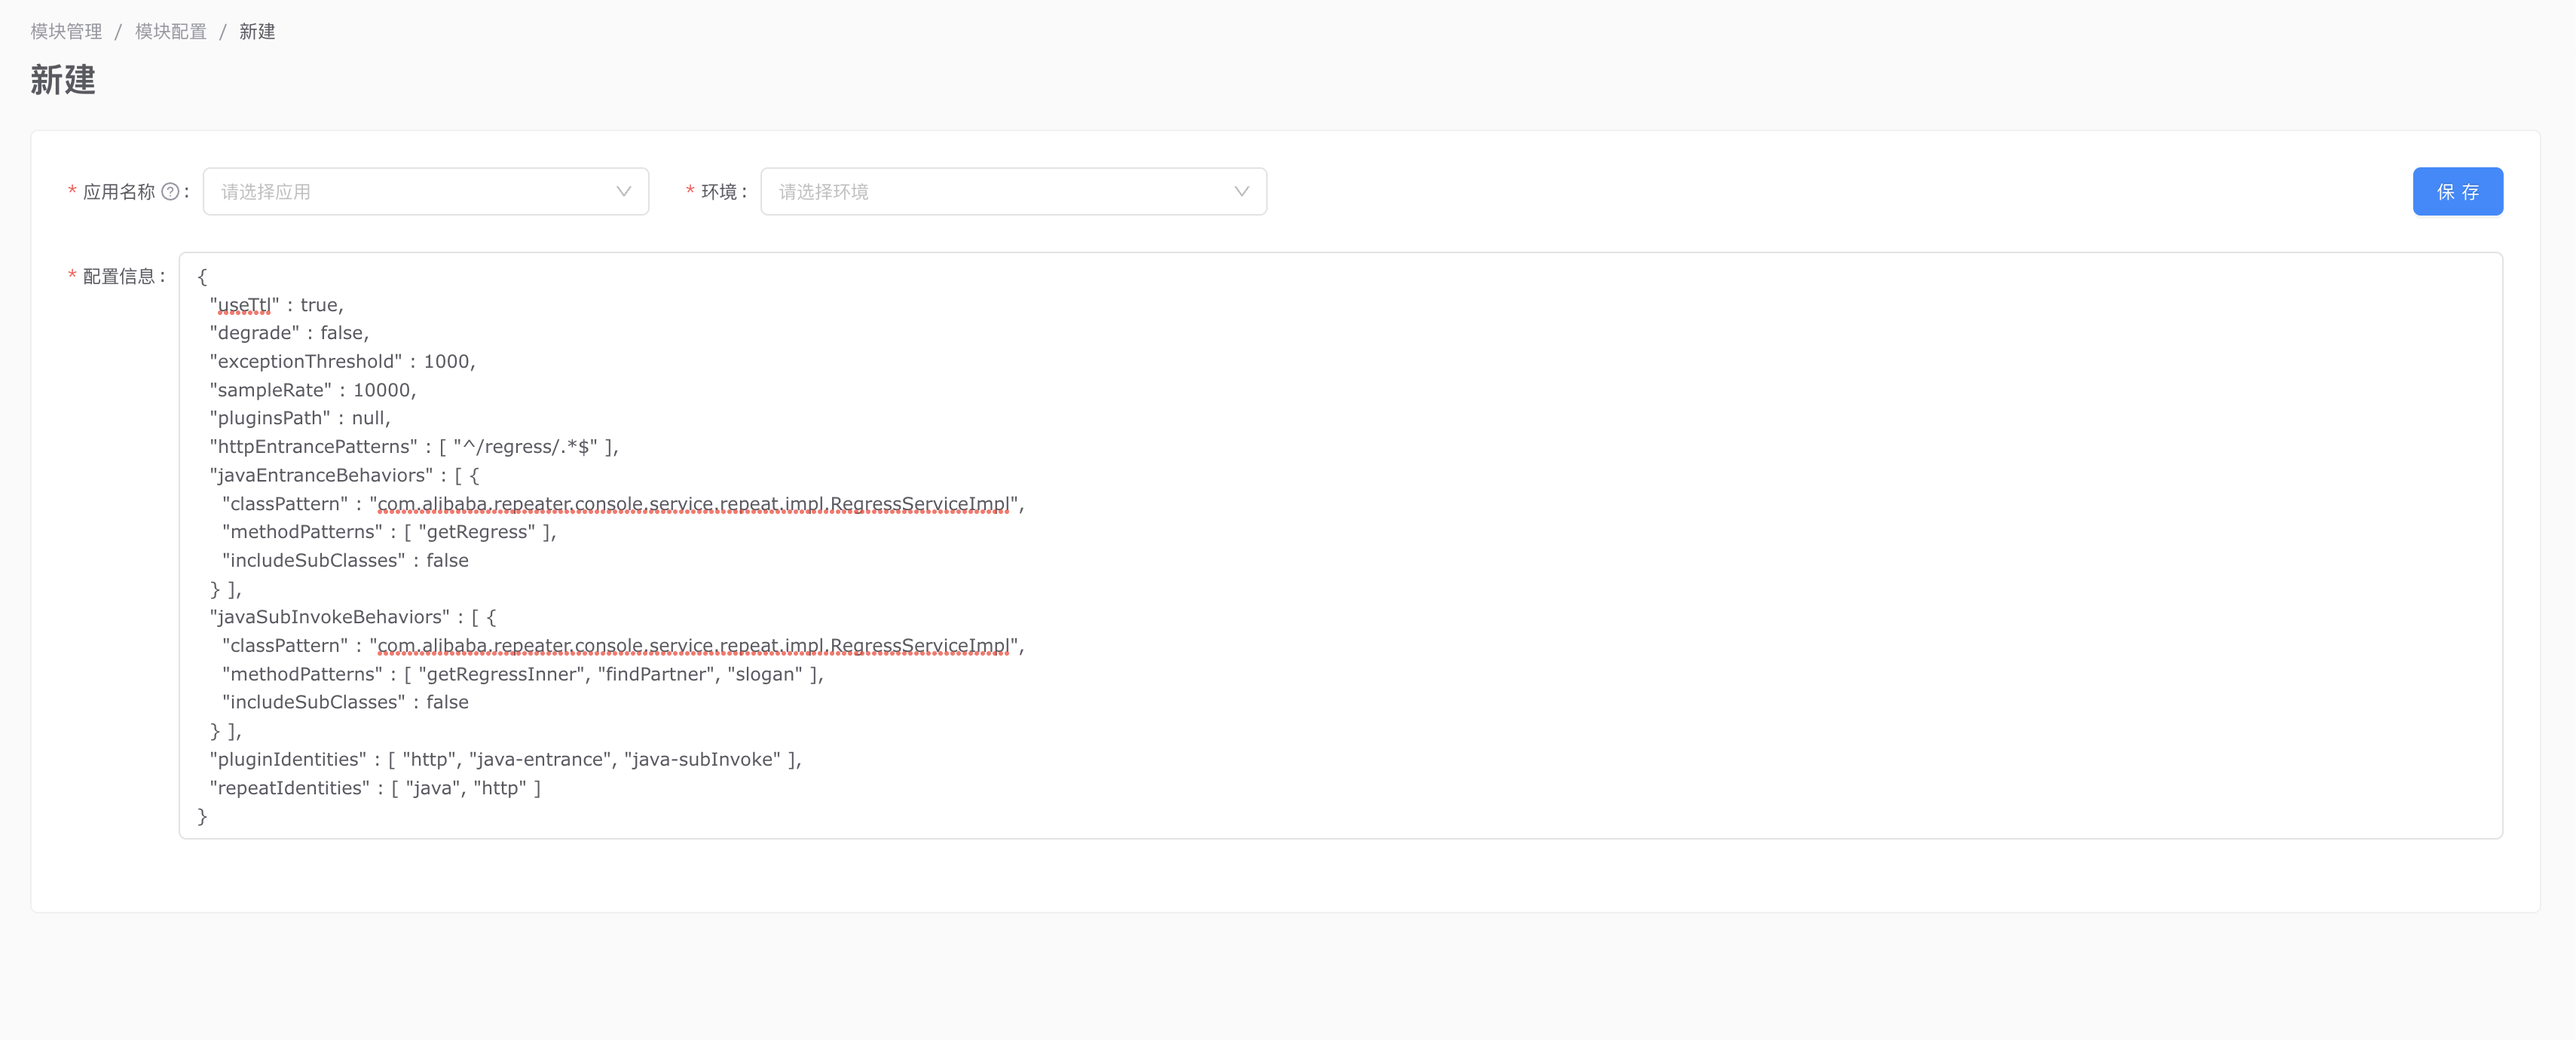 模块管理 / 模块配置 / 新建
新建
* 应用名称 ? : 请选择应用 * 环境 : 请选择环境 保 存
* 配置信息 :
{
  "useTtl" : true,
  "degrade" : false,
  "exceptionThreshold" : 1000,
  "sampleRate" : 10000,
  "pluginsPath" : null,
  "httpEntrancePatterns" : [ "^/regress/.*$" ],
  "javaEntranceBehaviors" : [ {
    "classPattern" : "com.alibaba.repeater.console.service.repeat.impl.RegressServiceImpl",
    "methodPatterns" : [ "getRegress" ],
    "includeSubClasses" : false
  } ],
  "javaSubInvokeBehaviors" : [ {
    "classPattern" : "com.alibaba.repeater.console.service.repeat.impl.RegressServiceImpl",
    "methodPatterns" : [ "getRegressInner", "findPartner", "slogan" ],
    "includeSubClasses" : false
  } ],
  "pluginIdentities" : [ "http", "java-entrance", "java-subInvoke" ],
  "repeatIdentities" : [ "java", "http" ]
}